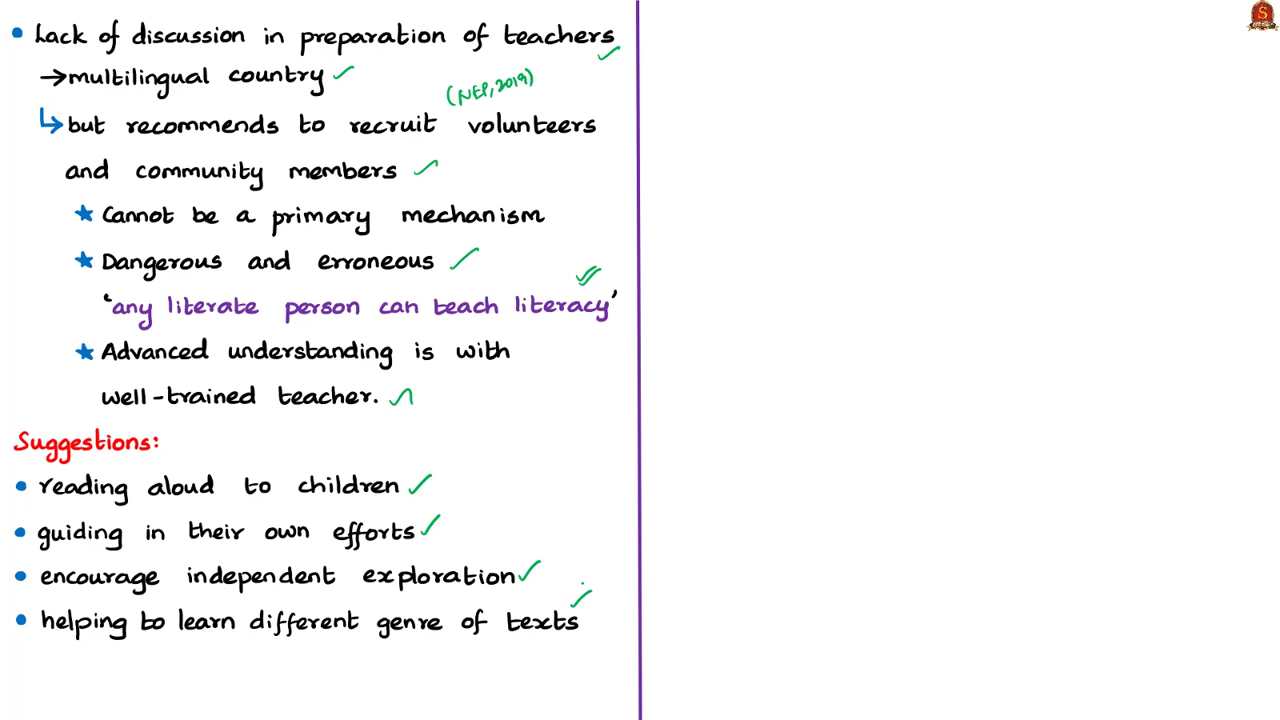 • Lack of discussion in preparation of teachers
→ multilingual country
(NEP, 2019)
↳ but recommends to recruit volunteers
and community members
★ Cannot be a primary mechanism
★ Dangerous and erroneous
'any literate person can teach literacy'
★ Advanced understanding is with
well-trained teacher.
Suggestions:
• reading aloud to children
• guiding in their own efforts
• encourage independent exploration
• helping to learn different genre of texts
S